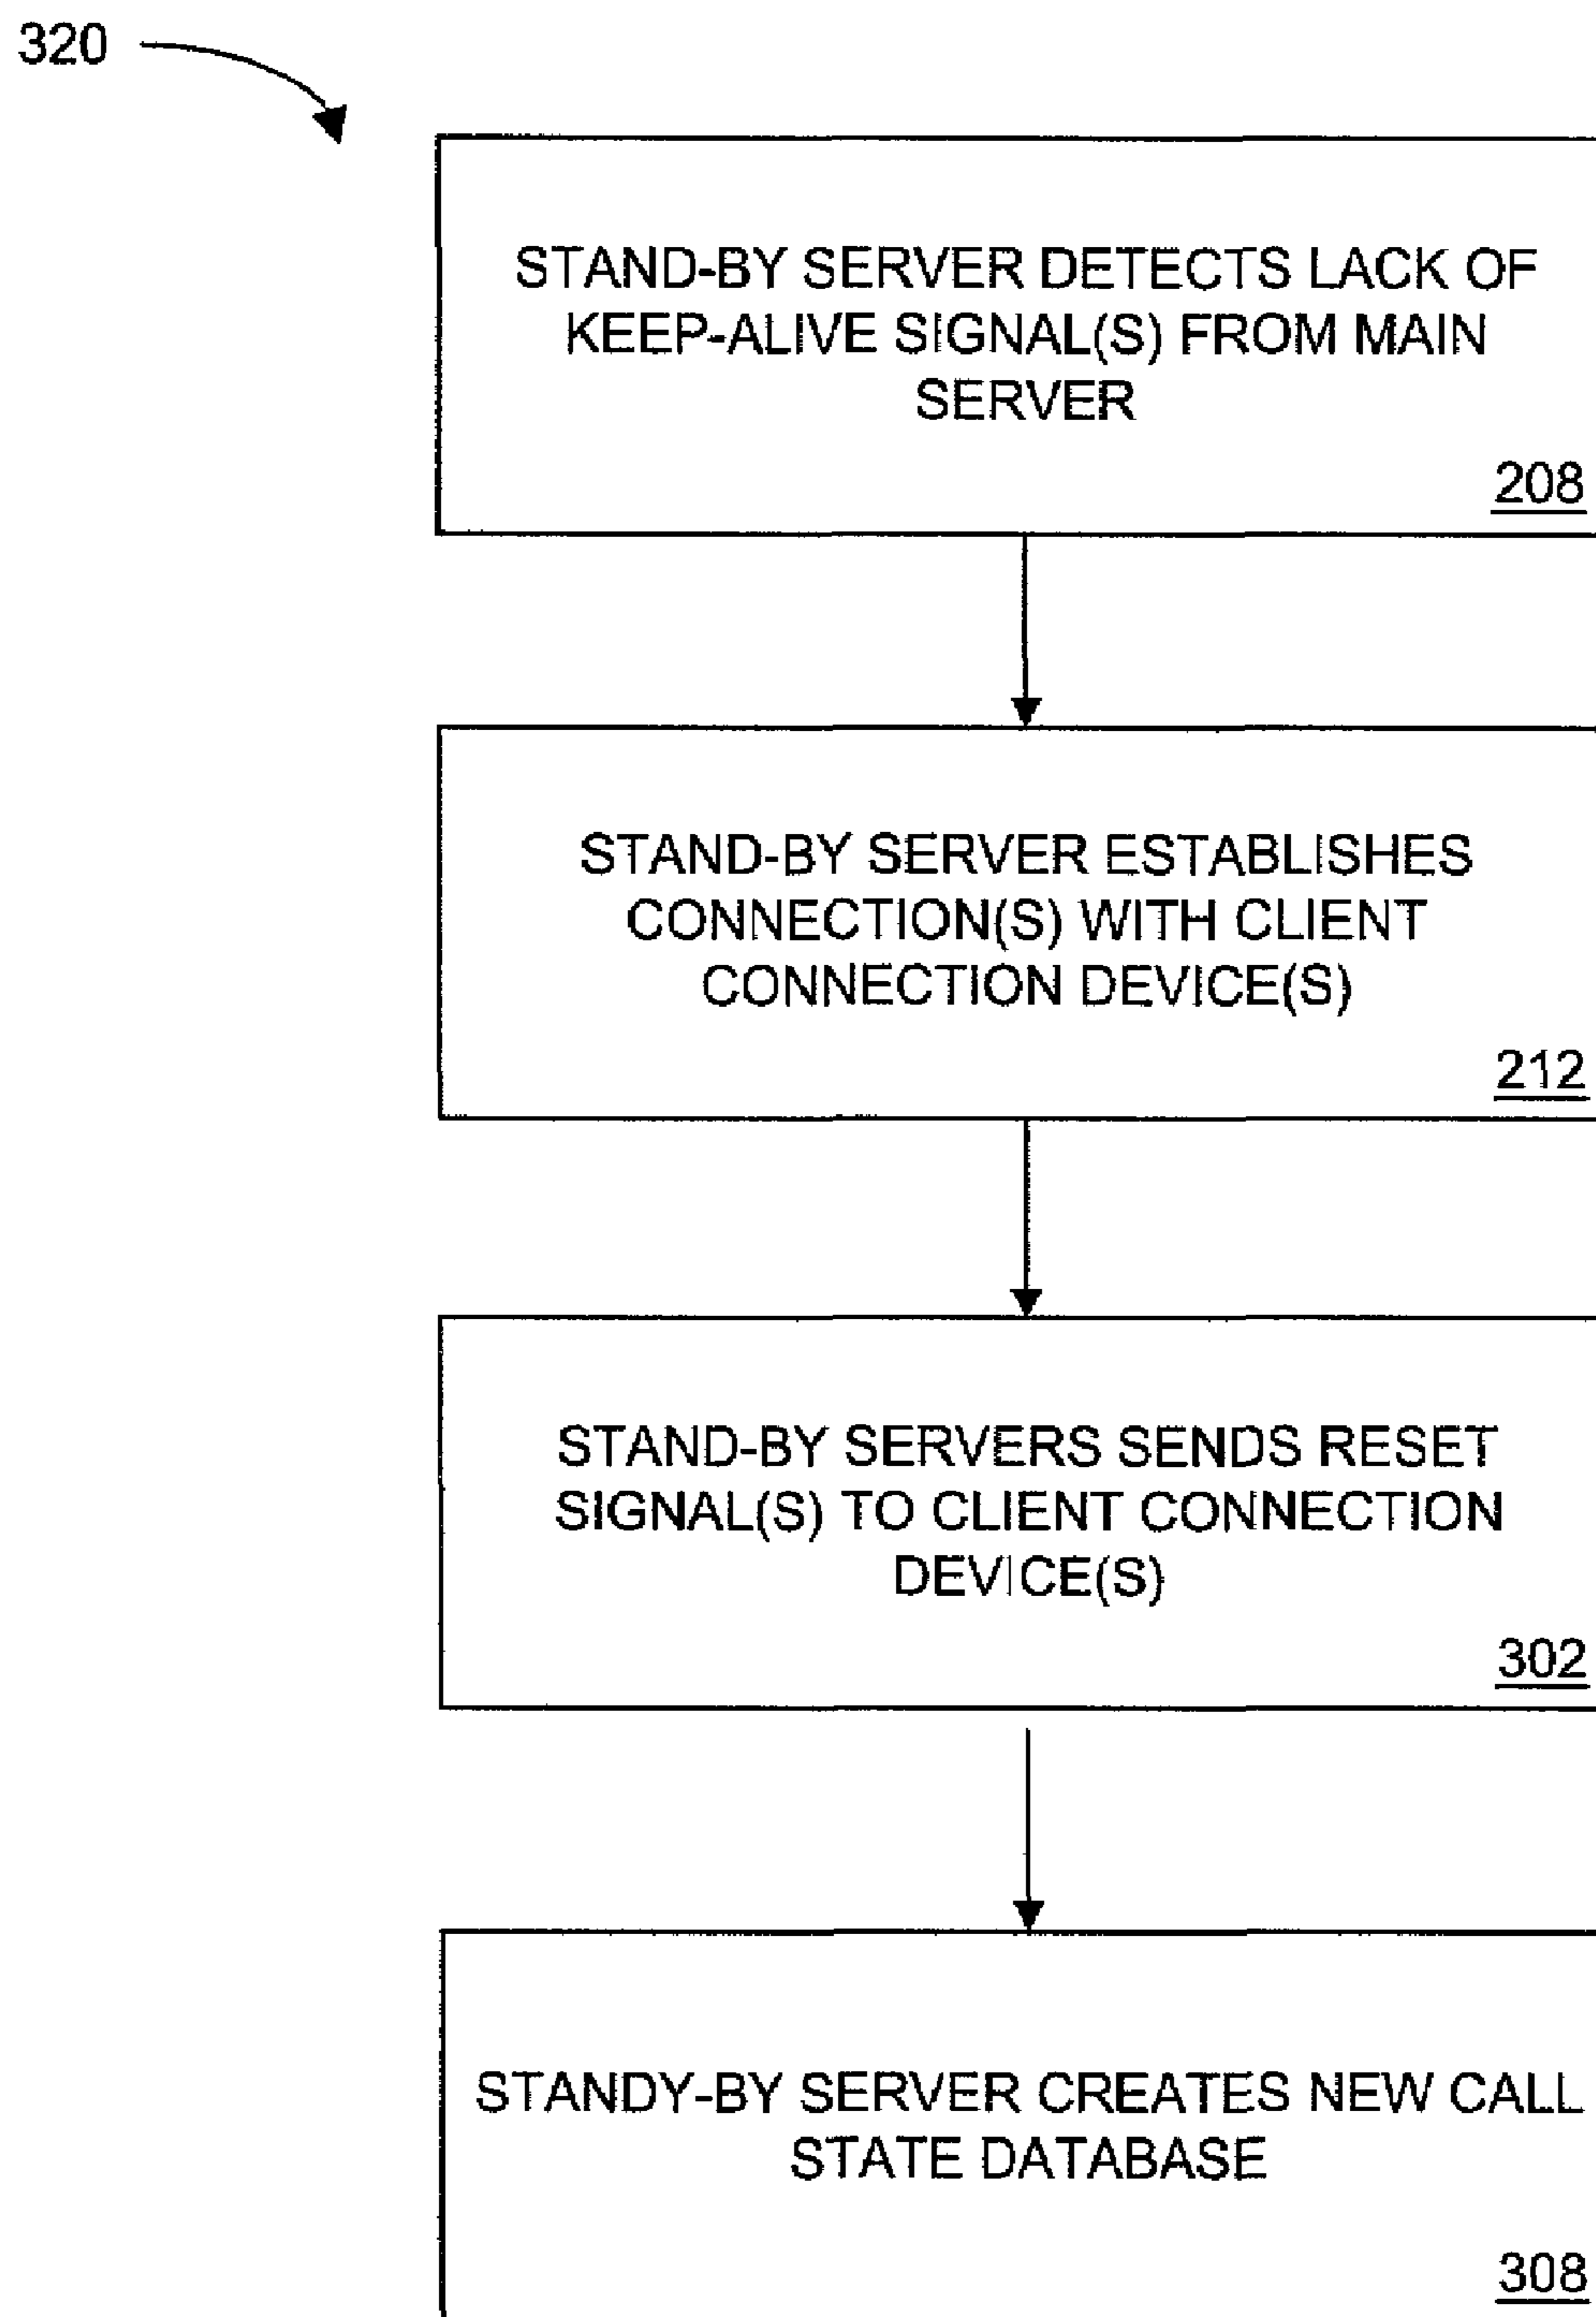 320
STAND-BY SERVER DETECTS LACK OF
KEEP-ALIVE SIGNAL(S) FROM MAIN
SERVER
208
STAND-BY SERVER ESTABLISHES
CONNECTION(S) WITH CLIENT
CONNECTION DEVICE(S)
212
STAND-BY SERVERS SENDS RESET
SIGNAL(S) TO CLIENT CONNECTION
DEVICE(S)
302
STANDY-BY SERVER CREATES NEW CALL
STATE DATABASE
308